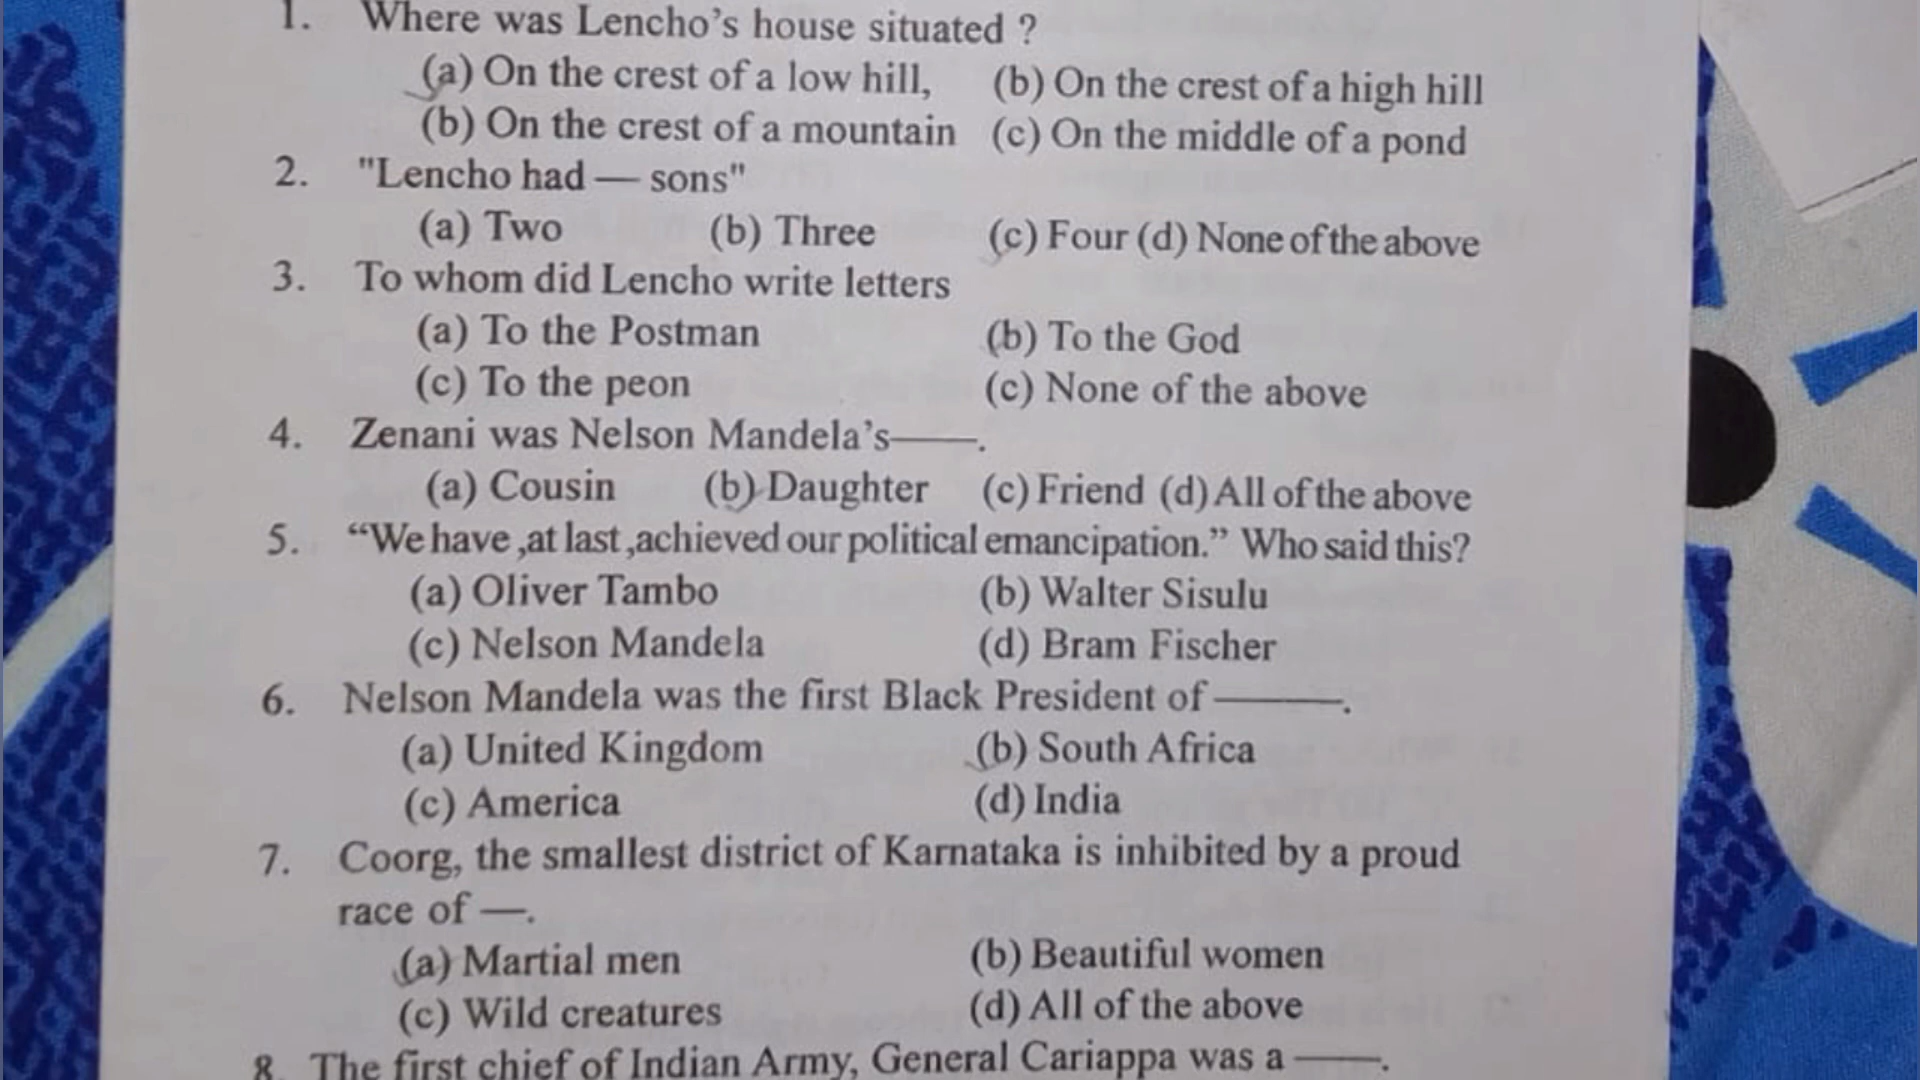 1. Where was Lencho's house situated ?
(a) On the crest of a low hill, (b) On the crest of a high hill
(b) On the crest of a mountain (c) On the middle of a pond
2. "Lencho had — sons"
(a) Two (b) Three (c) Four (d) None of the above
3. To whom did Lencho write letters
(a) To the Postman (b) To the God
(c) To the peon (c) None of the above
4. Zenani was Nelson Mandela's——.
(a) Cousin (b) Daughter (c) Friend (d) All of the above
5. “We have ,at last ,achieved our political emancipation.” Who said this?
(a) Oliver Tambo (b) Walter Sisulu
(c) Nelson Mandela (d) Bram Fischer
6. Nelson Mandela was the first Black President of ———.
(a) United Kingdom (b) South Africa
(c) America (d) India
7. Coorg, the smallest district of Karnataka is inhibited by a proud
race of —.
(a) Martial men (b) Beautiful women
(c) Wild creatures (d) All of the above
8. The first chief of Indian Army, General Cariappa was a ——.